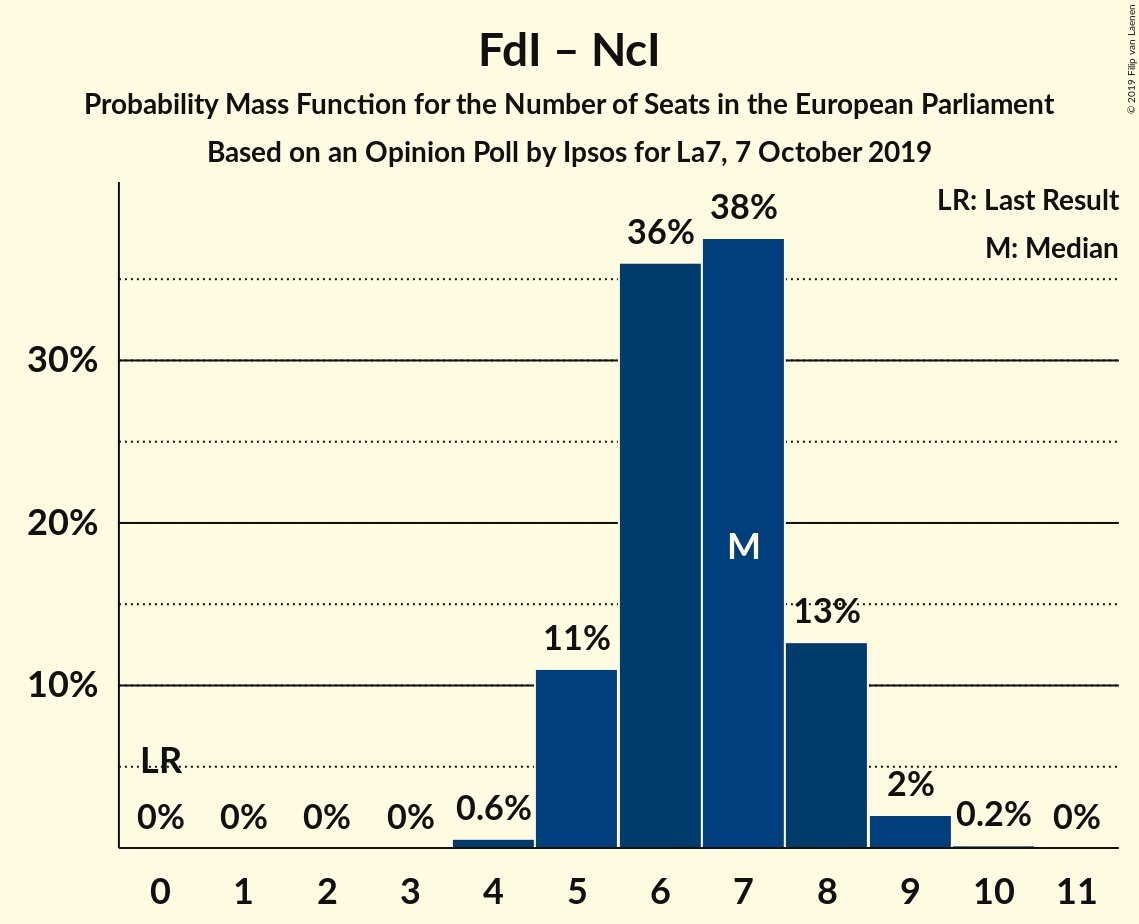 FdI – NcI
Probability Mass Function for the Number of Seats in the European Parliament
Based on an Opinion Poll by Ipsos for La7, 7 October 2019
© 2019 Filip van Laenen
LR: Last Result
M: Median
38%
36%
30%
20%
M
13%
11%
10%
LR
2%
0% 0% 0% 0% 0.6% 0.2% 0%
0 1 2 3 4 5 6 7 8 9 10 11